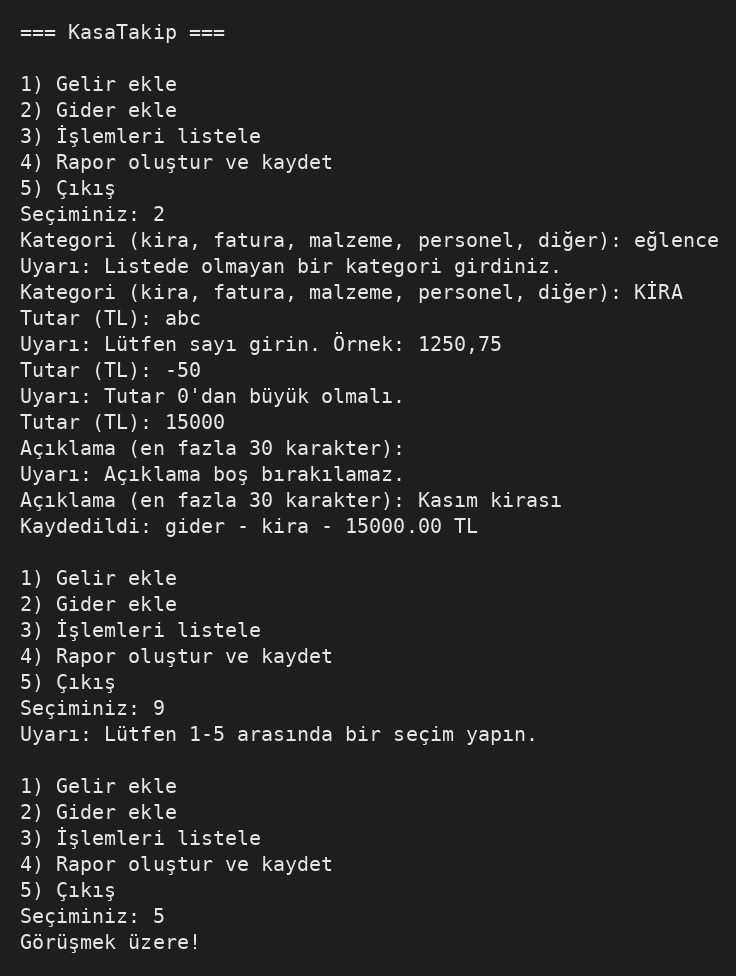 === KasaTakip ===
1) Gelir ekle
2) Gider ekle
3) İşlemleri listele
4) Rapor oluştur ve kaydet
5) Çıkış
Seçiminiz: 2
Kategori (kira, fatura, malzeme, personel, diğer): eğlence
Uyarı: Listede olmayan bir kategori girdiniz.
Kategori (kira, fatura, malzeme, personel, diğer): KİRA
Tutar (TL): abc
Uyarı: Lütfen sayı girin. Örnek: 1250,75
Tutar (TL): -50
Uyarı: Tutar 0'dan büyük olmalı.
Tutar (TL): 15000
Açıklama (en fazla 30 karakter):
Uyarı: Açıklama boş bırakılamaz.
Açıklama (en fazla 30 karakter): Kasım kirası
Kaydedildi: gider - kira - 15000.00 TL
1) Gelir ekle
2) Gider ekle
3) İşlemleri listele
4) Rapor oluştur ve kaydet
5) Çıkış
Seçiminiz: 9
Uyarı: Lütfen 1-5 arasında bir seçim yapın.
1) Gelir ekle
2) Gider ekle
3) İşlemleri listele
4) Rapor oluştur ve kaydet
5) Çıkış
Seçiminiz: 5
Görüşmek üzere!